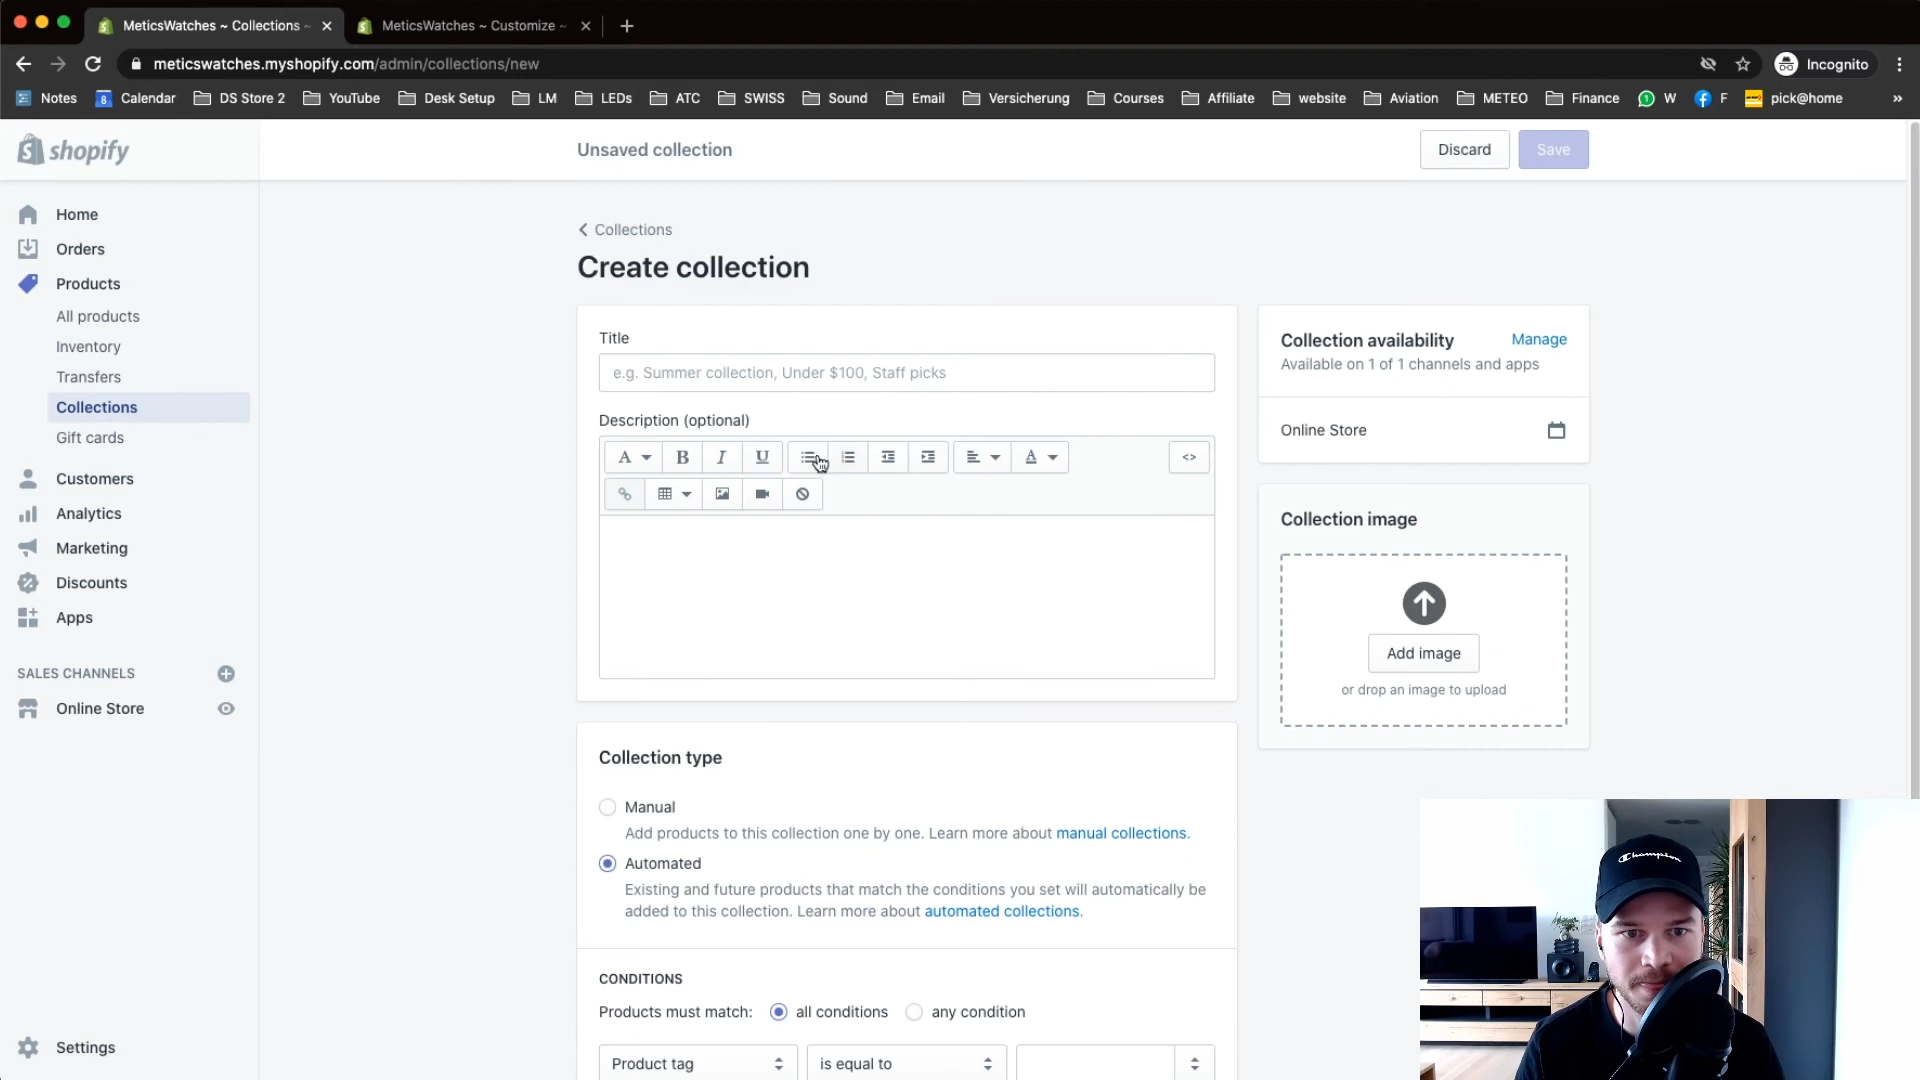 MeticsWatches ~ Collections ~
MeticsWatches ~ Customize ~
meticswatches.myshopify.com/admin/collections/new
Incognito
Notes
8 Calendar
DS Store 2
YouTube
Desk Setup
LM
LEDs
ATC
SWISS
Sound
Email
Versicherung
Courses
Affiliate
website
Aviation
METEO
Finance
1 W
F
pick@home
»
shopify
Unsaved collection
Discard
Save
Home
Orders
Products
All products
Inventory
Transfers
Collections
Gift cards
Customers
Analytics
Marketing
Discounts
Apps
SALES CHANNELS
Online Store
Settings
Collections
Create collection
Title
e.g. Summer collection, Under $100, Staff picks
Description (optional)
A B I U A <>
Collection type
Manual
Add products to this collection one by one. Learn more about manual collections.
Automated
Existing and future products that match the conditions you set will automatically be
added to this collection. Learn more about automated collections.
CONDITIONS
Products must match: all conditions any condition
Product tag is equal to
Collection availability Manage
Available on 1 of 1 channels and apps
Online Store
Collection image
Add image
or drop an image to upload
Champion